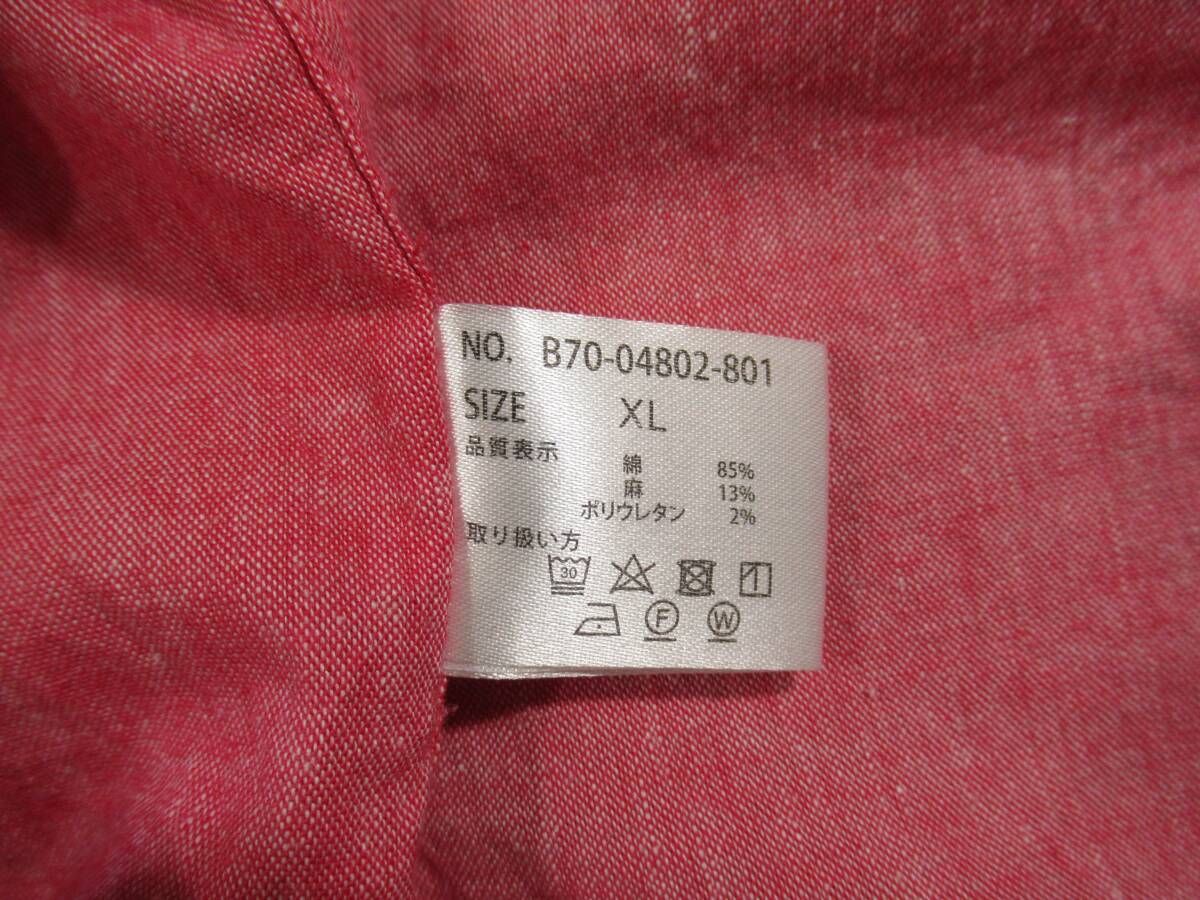 NO. B70-04802-801
SIZE XL
品質表示
綿 85%
麻 13%
ポリウレタン 2%
取り扱い方
30
F W